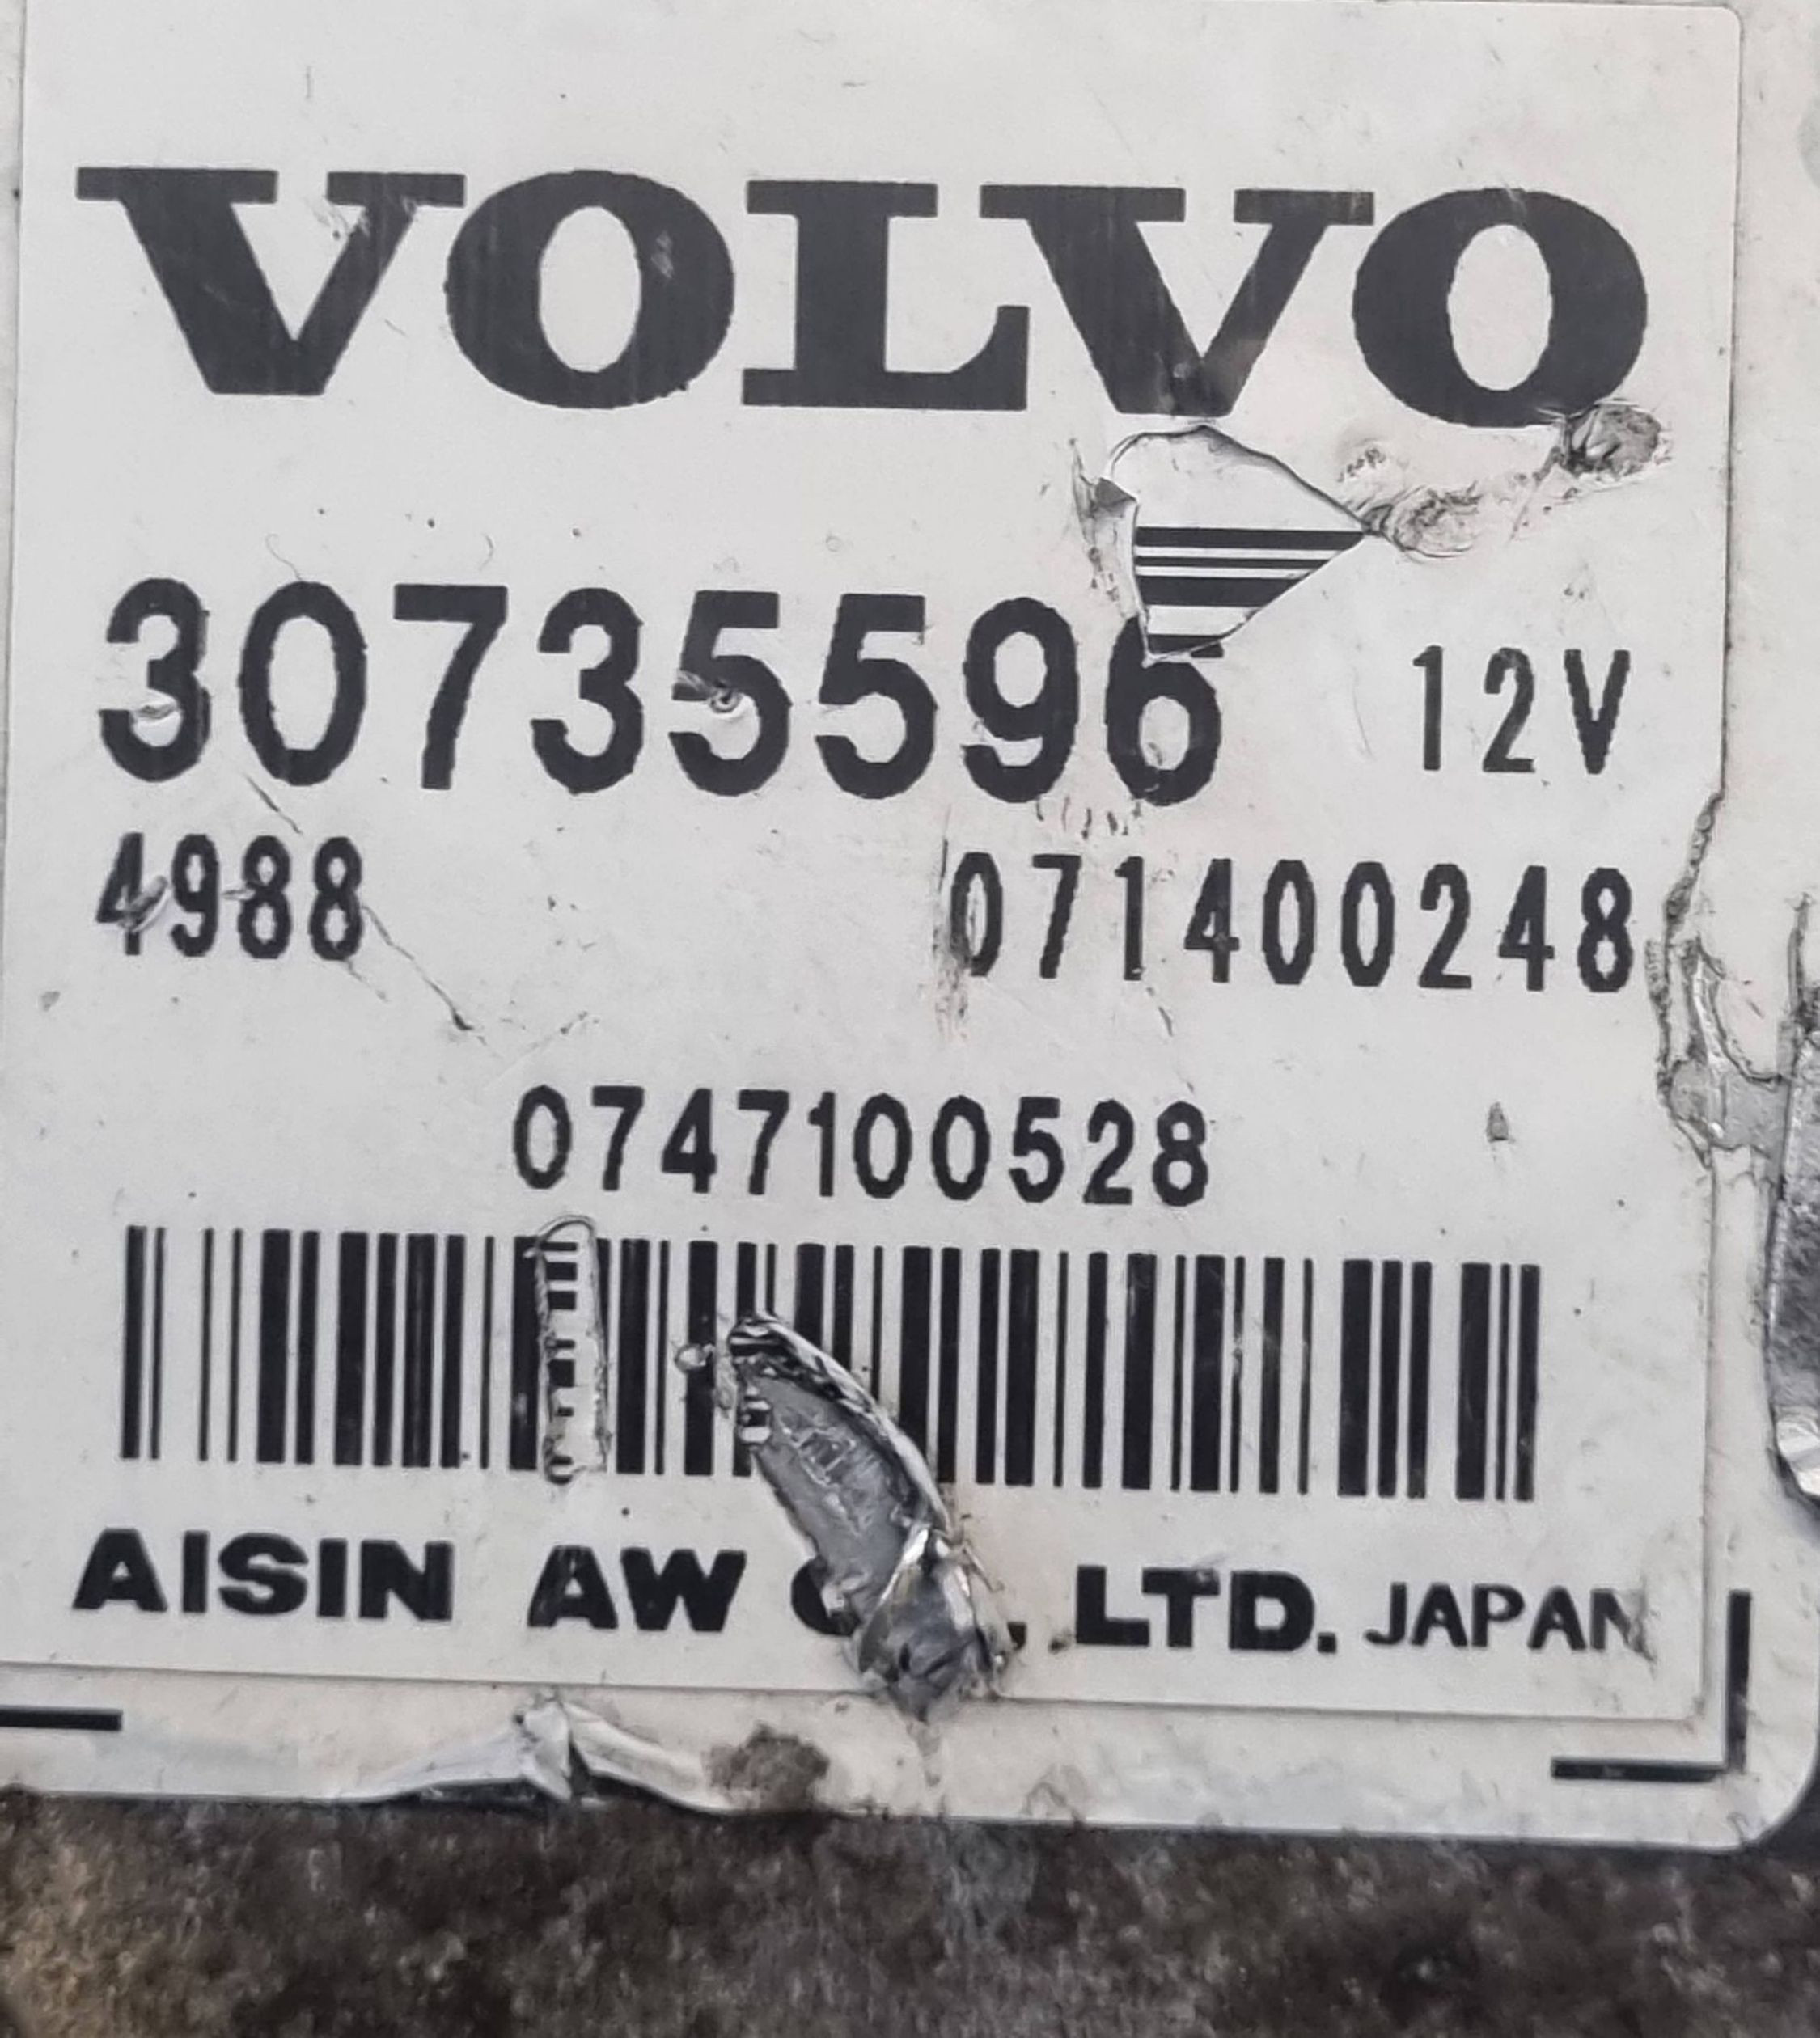 VOLVO
30735596 12V
4988 071400248
0747100528
AISIN AW LTD. JAPAN